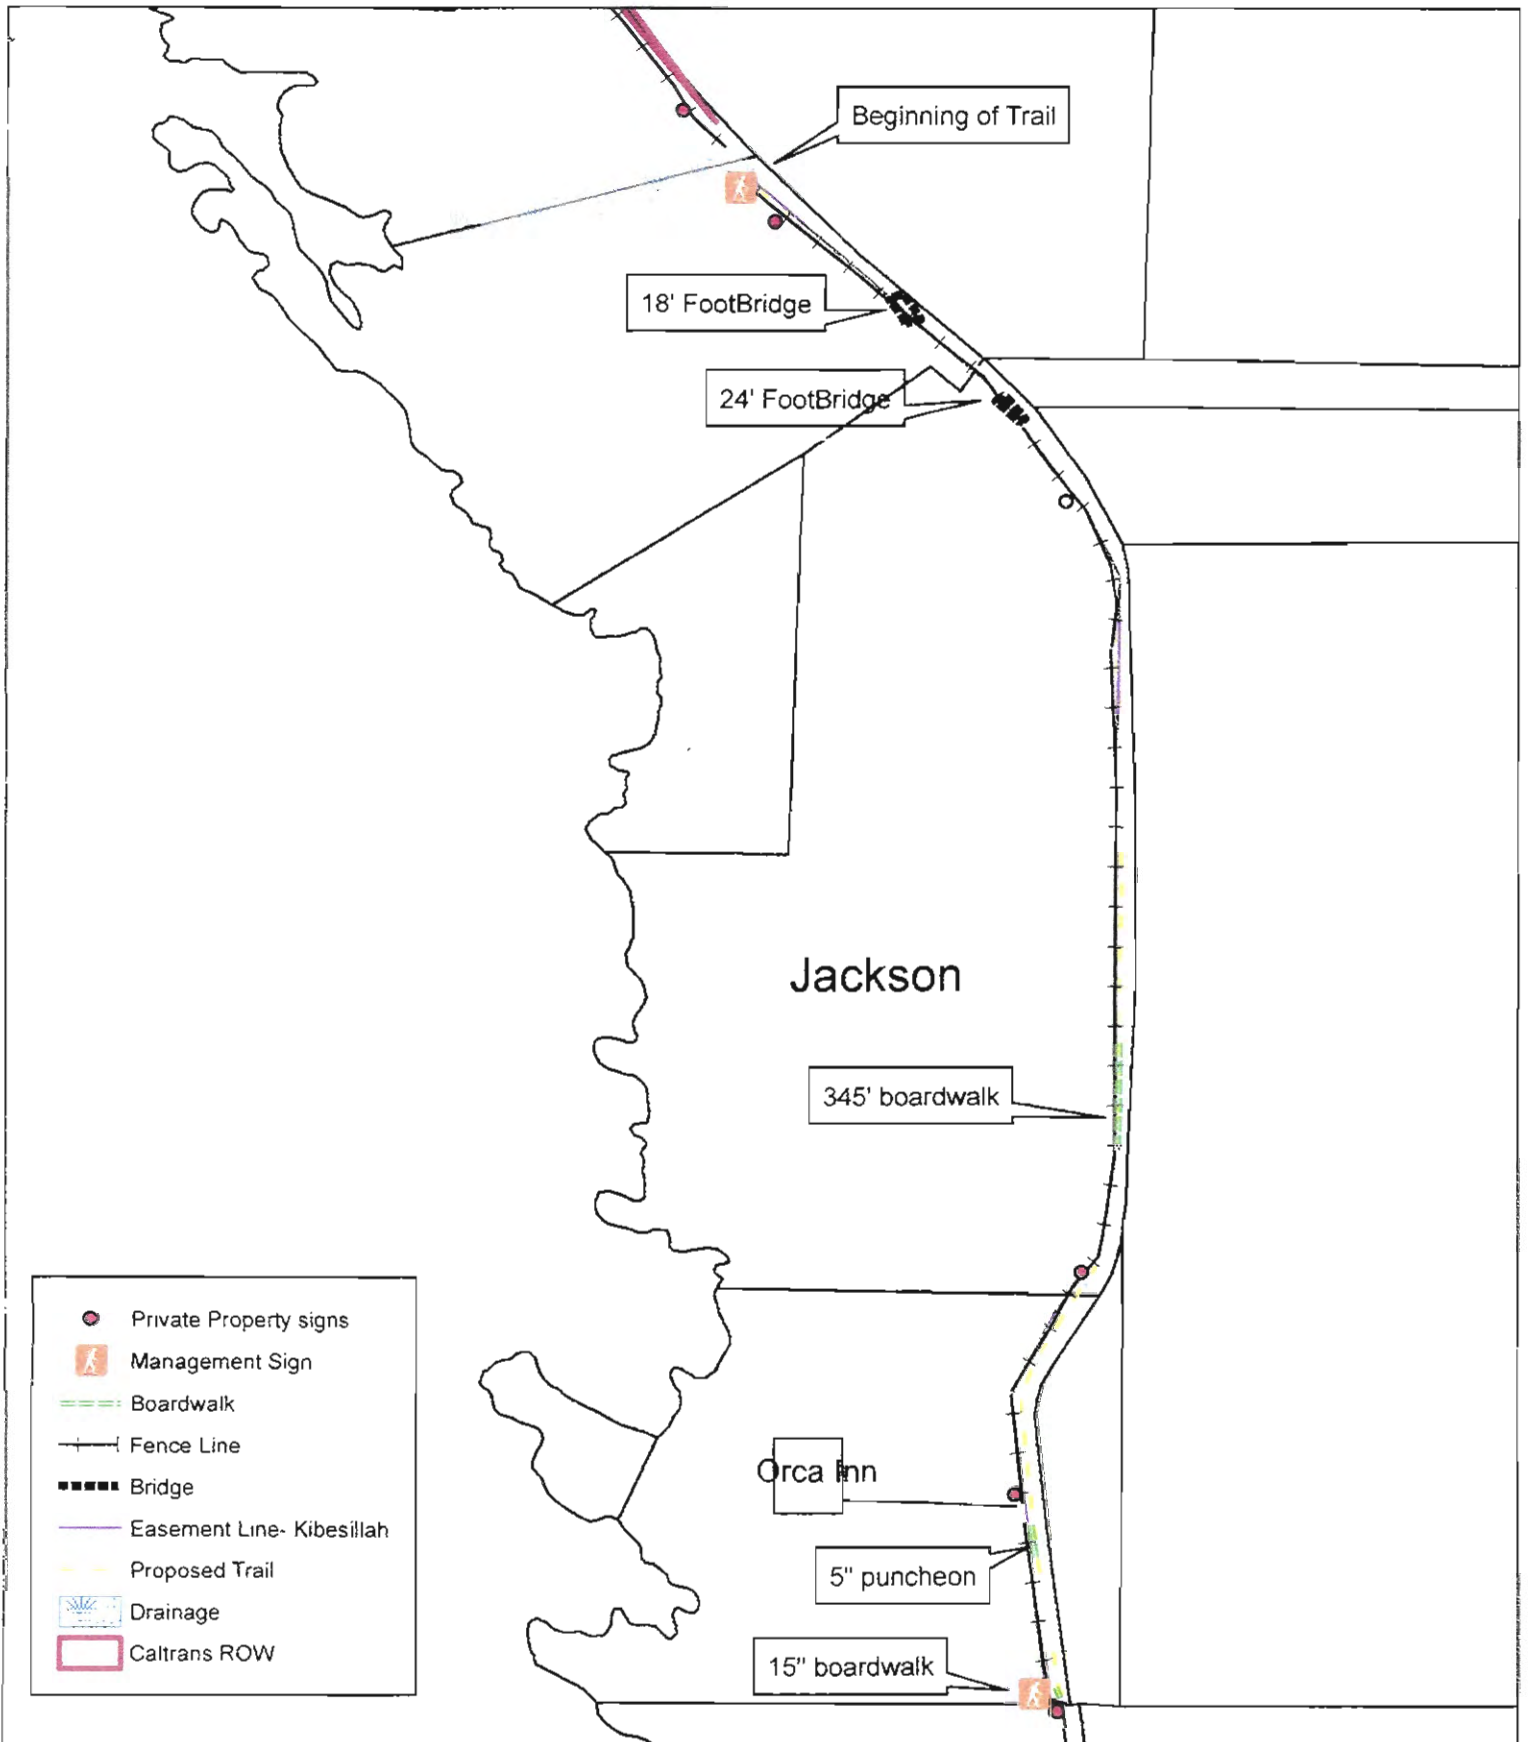 Beginning of Trail
18' FootBridge
24' FootBridge
Jackson
345' boardwalk
Orca Inn
5" puncheon
15" boardwalk
Private Property signs
Management Sign
Boardwalk
Fence Line
Bridge
Easement Line- Kibesillah
Proposed Trail
Drainage
Caltrans ROW